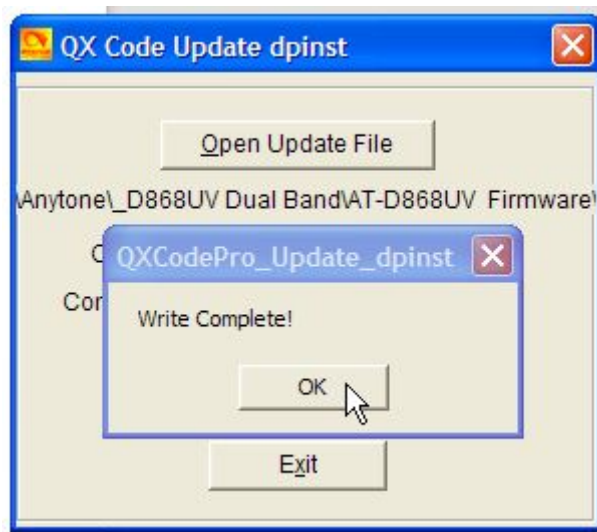 QX Code Update dpinst
Open Update File
\Anytone\_D868UV Dual Band\AT-D868UV Firmware\
QXCodePro_Update_dpinst
Write Complete!
OK
Exit